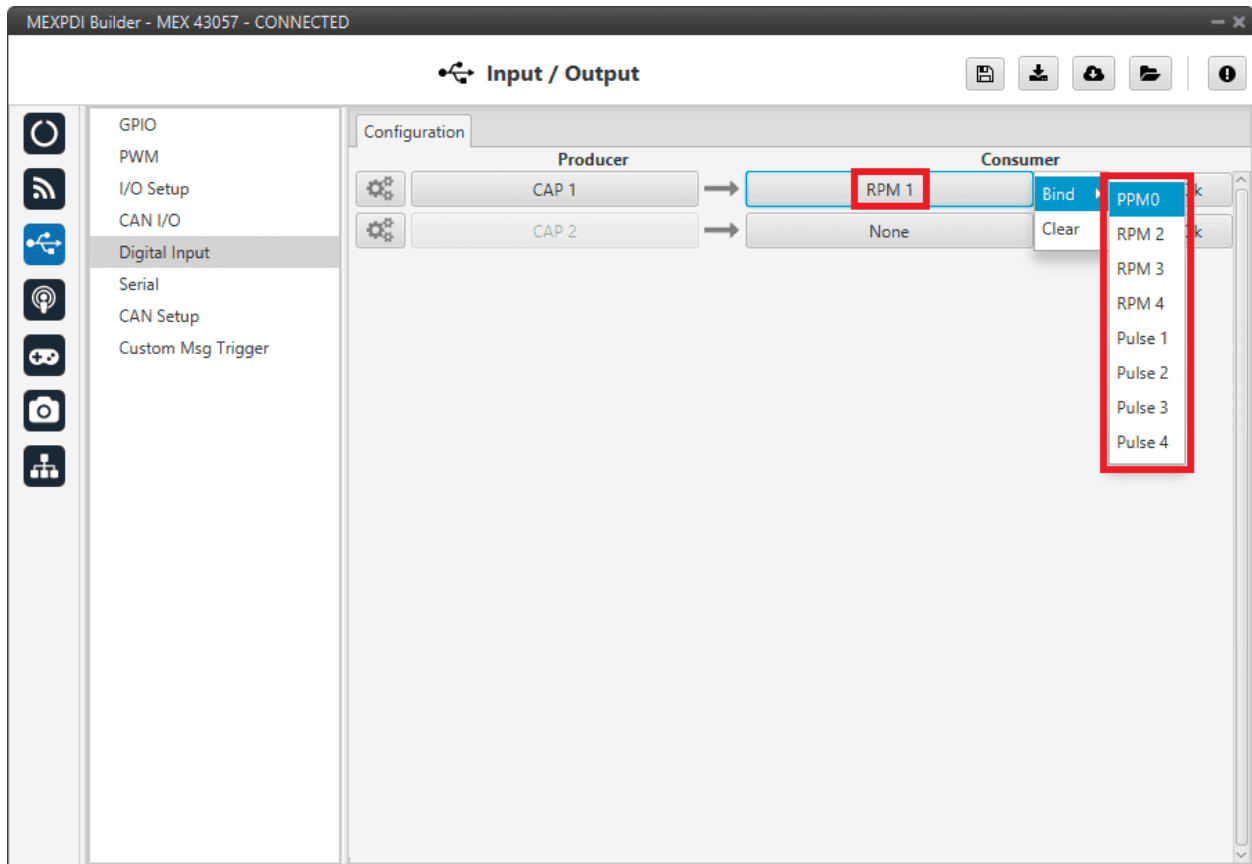 MEXPDI Builder - MEX 43057 - CONNECTED
Input / Output
GPIO
PWM
I/O Setup
CAN I/O
Digital Input
Serial
CAN Setup
Custom Msg Trigger
Configuration
Producer Consumer
CAP 1 RPM 1
CAP 2 None
Bind
Clear
PPM0
RPM 2
RPM 3
RPM 4
Pulse 1
Pulse 2
Pulse 3
Pulse 4